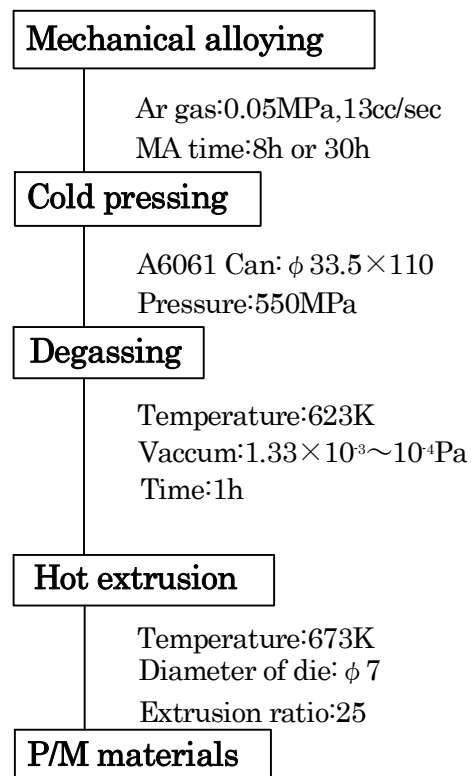 Mechanical alloying
Ar gas:0.05MPa,13cc/sec
MA time:8h or 30h
Cold pressing
A6061 Can:φ33.5×110
Pressure:550MPa
Degassing
Temperature:623K
Vaccum:1.33×10⁻³～10⁻⁴Pa
Time:1h
Hot extrusion
Temperature:673K
Diameter of die:φ7
Extrusion ratio:25
P/M materials